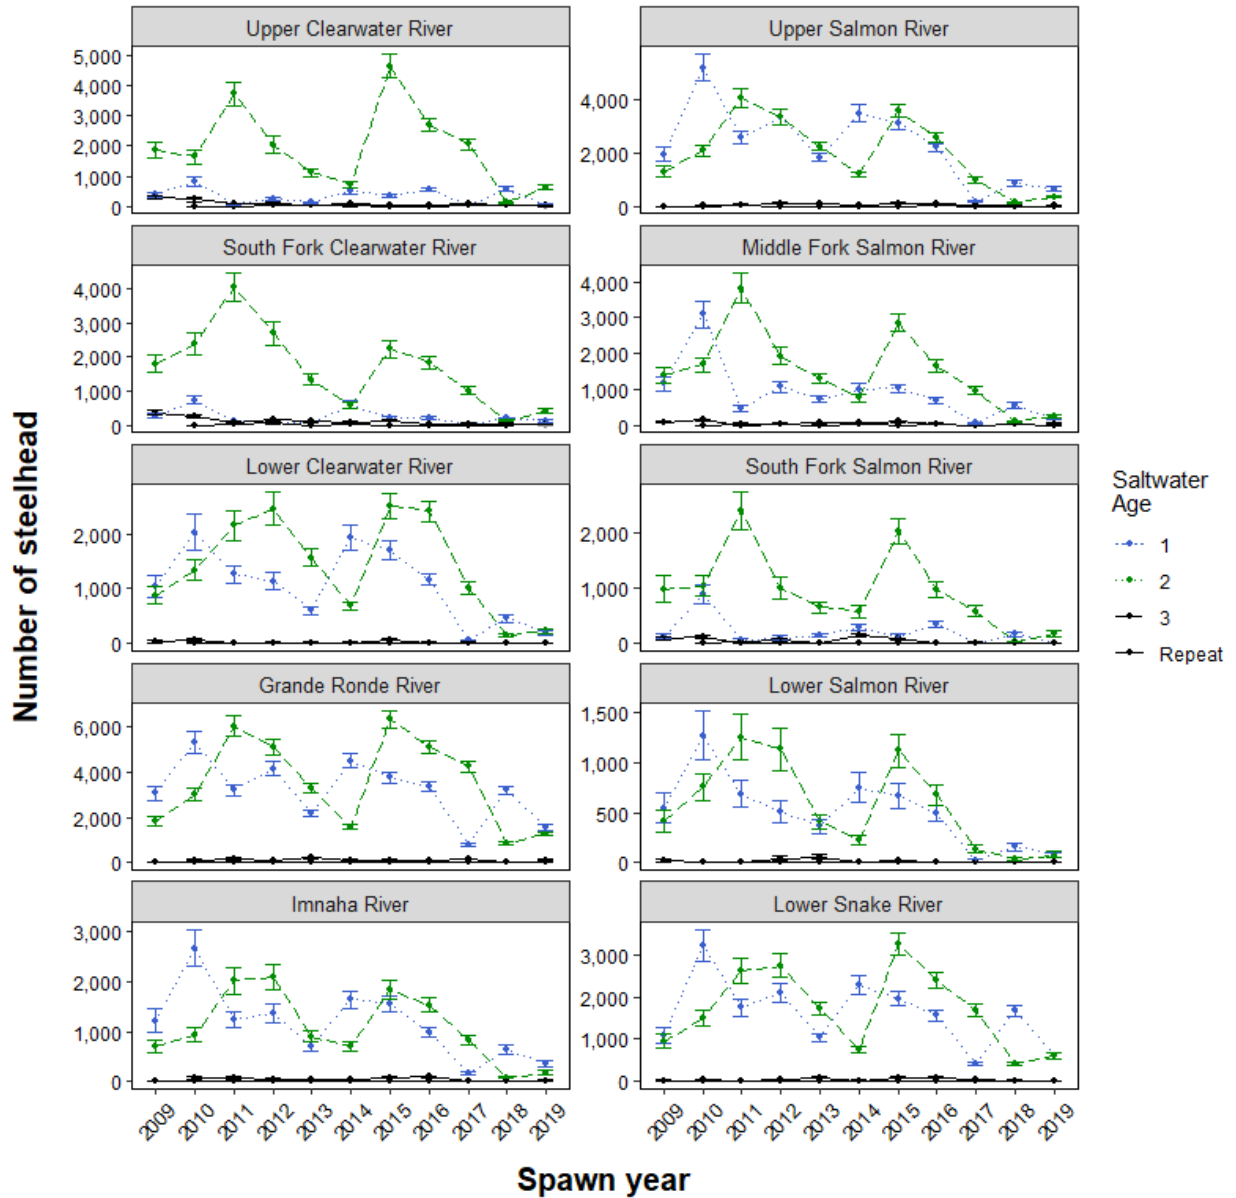 Upper Clearwater River
5,000
4,000
3,000
2,000
1,000
0
Upper Salmon River
4,000
2,000
0
South Fork Clearwater River
4,000
3,000
2,000
1,000
0
Middle Fork Salmon River
4,000
3,000
2,000
1,000
0
Lower Clearwater River
2,000
1,000
0
South Fork Salmon River
2,000
1,000
0
Grande Ronde River
6,000
4,000
2,000
0
Lower Salmon River
1,500
1,000
500
0
Imnaha River
3,000
2,000
1,000
0
Lower Snake River
3,000
2,000
1,000
0
2009 2010 2011 2012 2013 2014 2015 2016 2017 2018 2019
2009 2010 2011 2012 2013 2014 2015 2016 2017 2018 2019
Number of steelhead
Spawn year
Saltwater
Age
1
2
3
Repeat